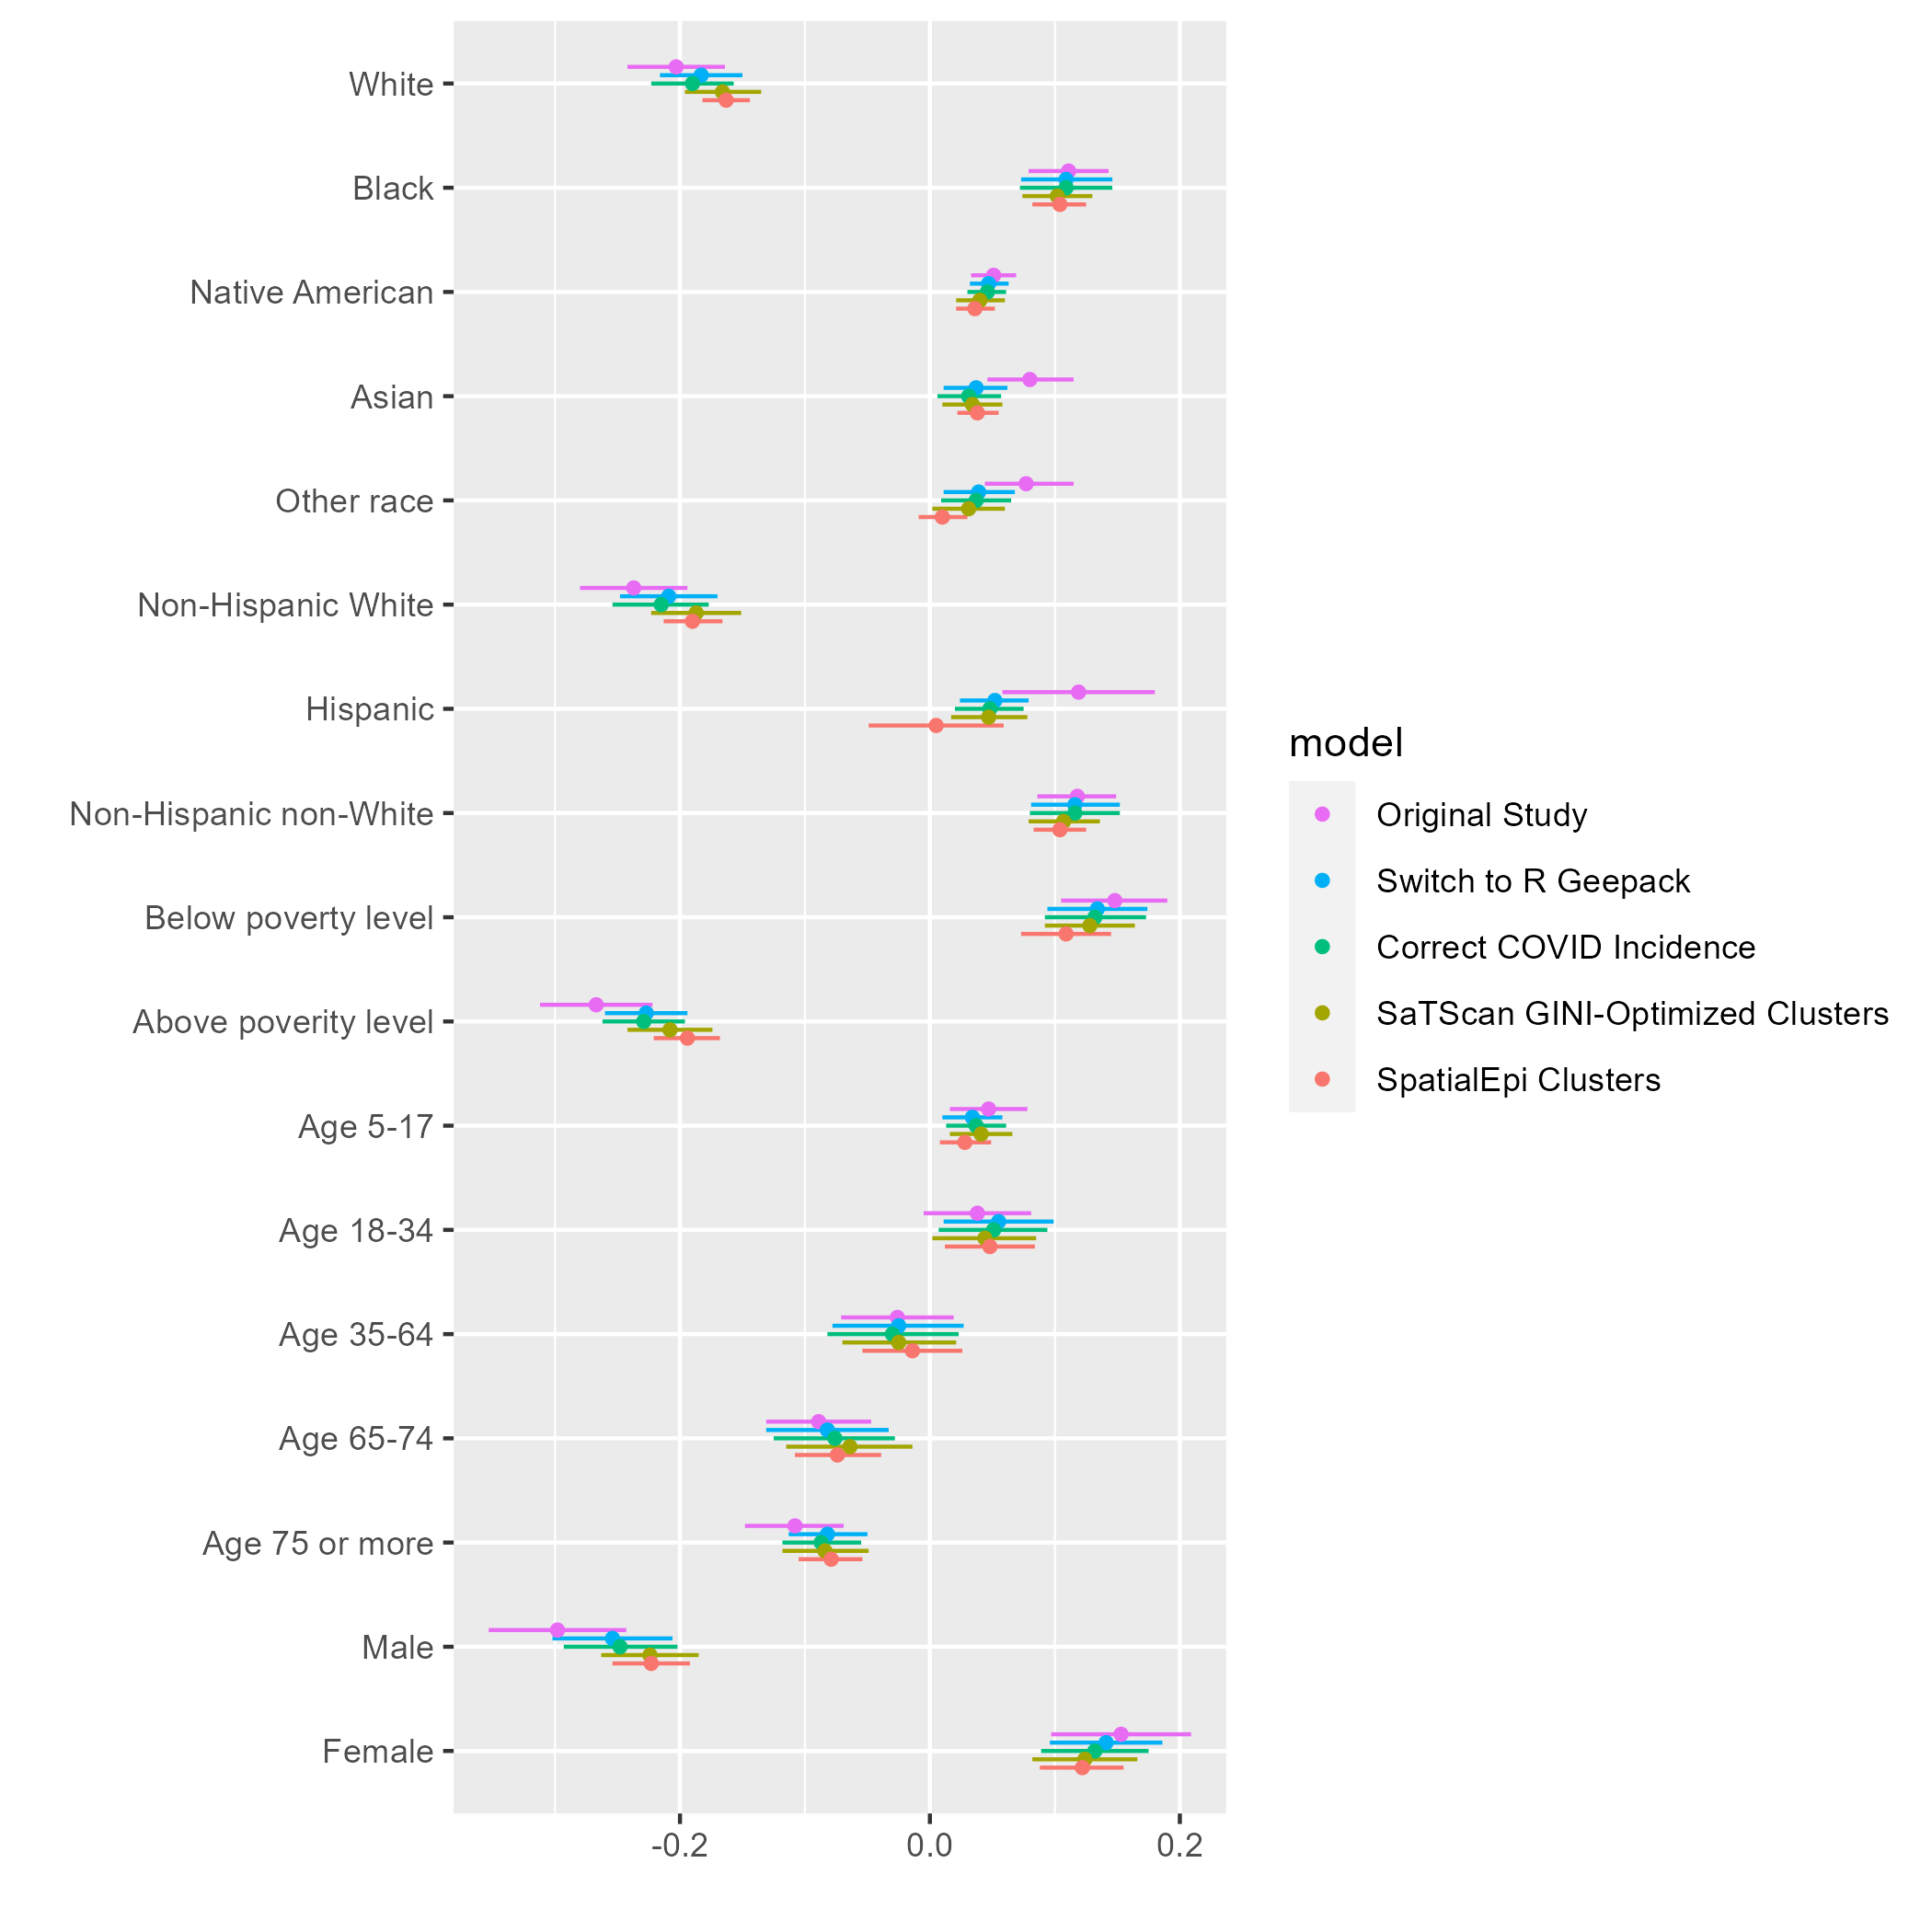 White
Black
Native American
Asian
Other race
Non-Hispanic White
Hispanic
Non-Hispanic non-White
Below poverty level
Above poverity level
Age 5-17
Age 18-34
Age 35-64
Age 65-74
Age 75 or more
Male
Female
-0.2 0.0 0.2
model
Original Study
Switch to R Geepack
Correct COVID Incidence
SaTScan GINI-Optimized Clusters
SpatialEpi Clusters